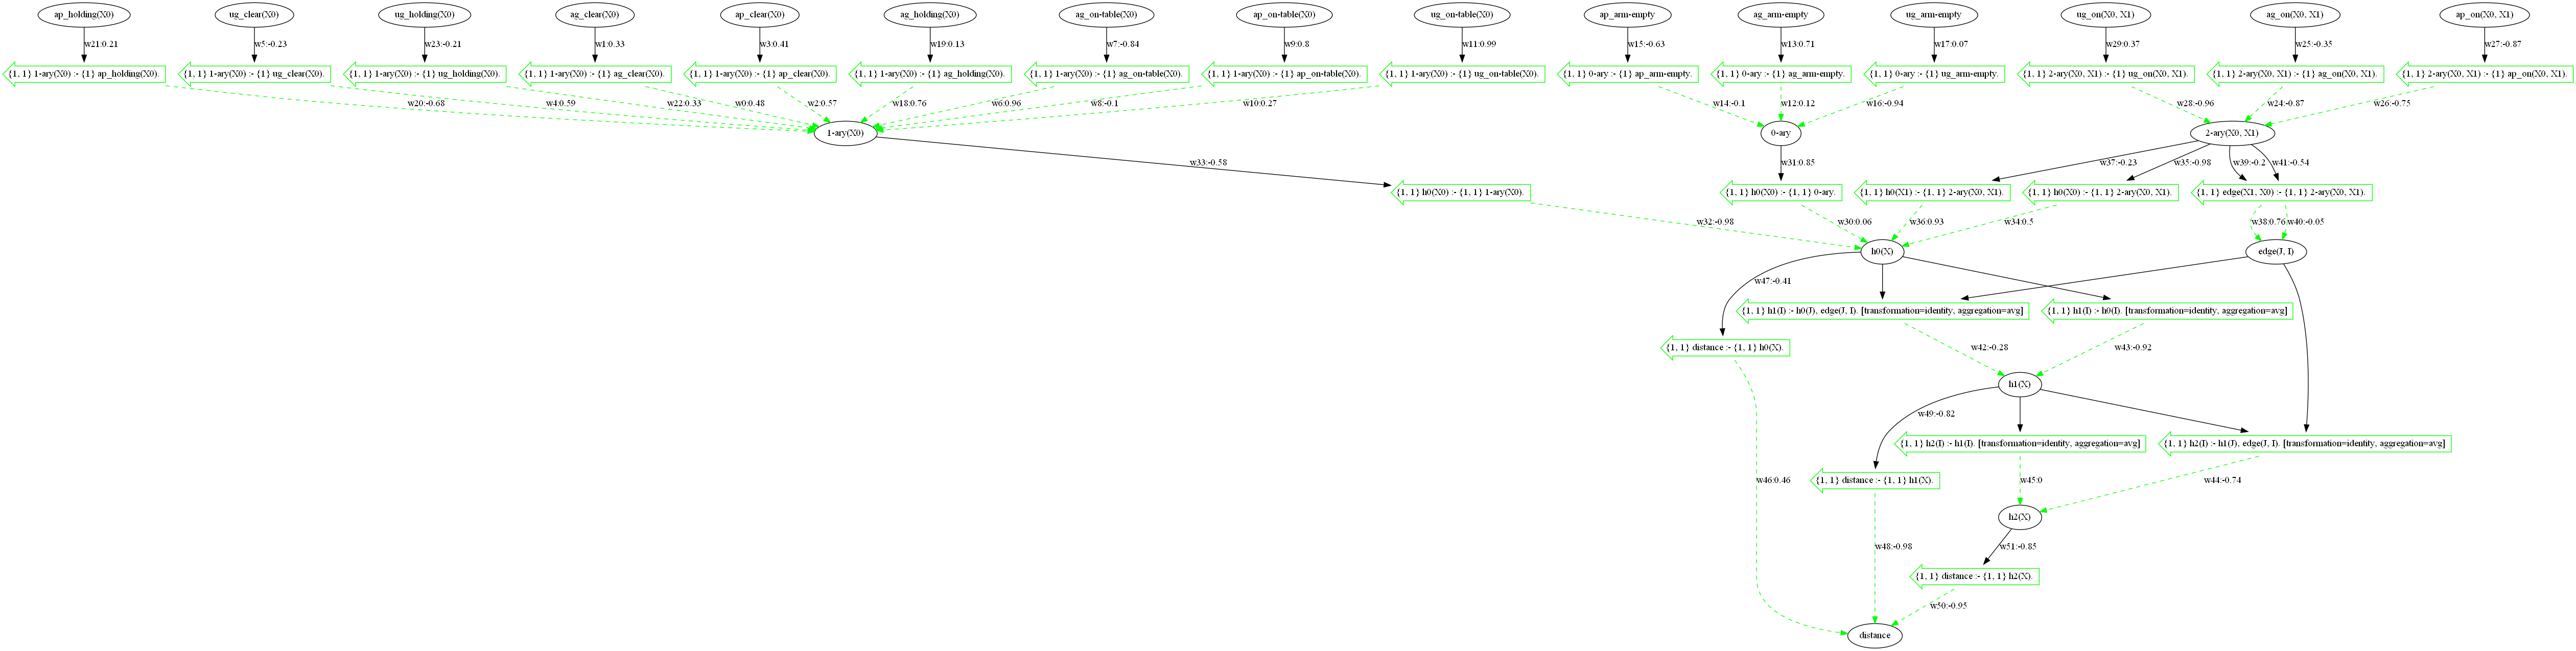 ap_holding(X0)
ug_clear(X0)
ug_holding(X0)
ag_clear(X0)
ap_clear(X0)
ag_holding(X0)
ag_on-table(X0)
ap_on-table(X0)
ug_on-table(X0)
ap_arm-empty
ag_arm-empty
ug_arm-empty
ug_on(X0, X1)
ag_on(X0, X1)
ap_on(X0, X1)
w21:0.21
w5:-0.23
w23:-0.21
w1:0.33
w3:0.41
w19:0.13
w7:-0.84
w9:0.8
w11:0.99
w15:-0.63
w13:0.71
w17:0.07
w29:0.37
w25:-0.35
w27:-0.87
{1, 1} 1-ary(X0) :- {1} ap_holding(X0).
{1, 1} 1-ary(X0) :- {1} ug_clear(X0).
{1, 1} 1-ary(X0) :- {1} ug_holding(X0).
{1, 1} 1-ary(X0) :- {1} ag_clear(X0).
{1, 1} 1-ary(X0) :- {1} ap_clear(X0).
{1, 1} 1-ary(X0) :- {1} ag_holding(X0).
{1, 1} 1-ary(X0) :- {1} ag_on-table(X0).
{1, 1} 1-ary(X0) :- {1} ap_on-table(X0).
{1, 1} 1-ary(X0) :- {1} ug_on-table(X0).
{1, 1} 0-ary :- {1} ap_arm-empty.
{1, 1} 0-ary :- {1} ag_arm-empty.
{1, 1} 0-ary :- {1} ug_arm-empty.
{1, 1} 2-ary(X0, X1) :- {1} ug_on(X0, X1).
{1, 1} 2-ary(X0, X1) :- {1} ag_on(X0, X1).
{1, 1} 2-ary(X0, X1) :- {1} ap_on(X0, X1).
w20:-0.68
w4:0.59
w22:0.33
w0:0.48
w2:0.57
w18:0.76
w6:0.96
w8:-0.1
w10:0.27
w14:-0.1
w12:0.12
w16:-0.94
w28:-0.96
w24:-0.87
w26:-0.75
1-ary(X0)
0-ary
2-ary(X0, X1)
w33:-0.58
w31:0.85
w37:-0.23
w35:-0.98
w39:-0.2
w41:-0.54
{1, 1} h0(X0) :- {1, 1} 1-ary(X0).
{1, 1} h0(X0) :- {1, 1} 0-ary.
{1, 1} h0(X1) :- {1, 1} 2-ary(X0, X1).
{1, 1} h0(X0) :- {1, 1} 2-ary(X0, X1).
{1, 1} edge(X1, X0) :- {1, 1} 2-ary(X0, X1).
w32:-0.98
w30:0.06
w36:0.93
w34:0.5
w38:0.76
w40:-0.05
h0(X)
edge(J, I)
w47:-0.41
{1, 1} h1(I) :- h0(J), edge(J, I). [transformation=identity, aggregation=avg]
{1, 1} h1(I) :- h0(I). [transformation=identity, aggregation=avg]
{1, 1} distance :- {1, 1} h0(X).
w42:-0.28
w43:-0.92
h1(X)
w49:-0.82
{1, 1} h2(I) :- h1(I). [transformation=identity, aggregation=avg]
{1, 1} h2(I) :- h1(J), edge(J, I). [transformation=identity, aggregation=avg]
w46:0.46
{1, 1} distance :- {1, 1} h1(X).
w45:0
w44:-0.74
h2(X)
w48:-0.98
w51:-0.85
{1, 1} distance :- {1, 1} h2(X).
w50:-0.95
distance